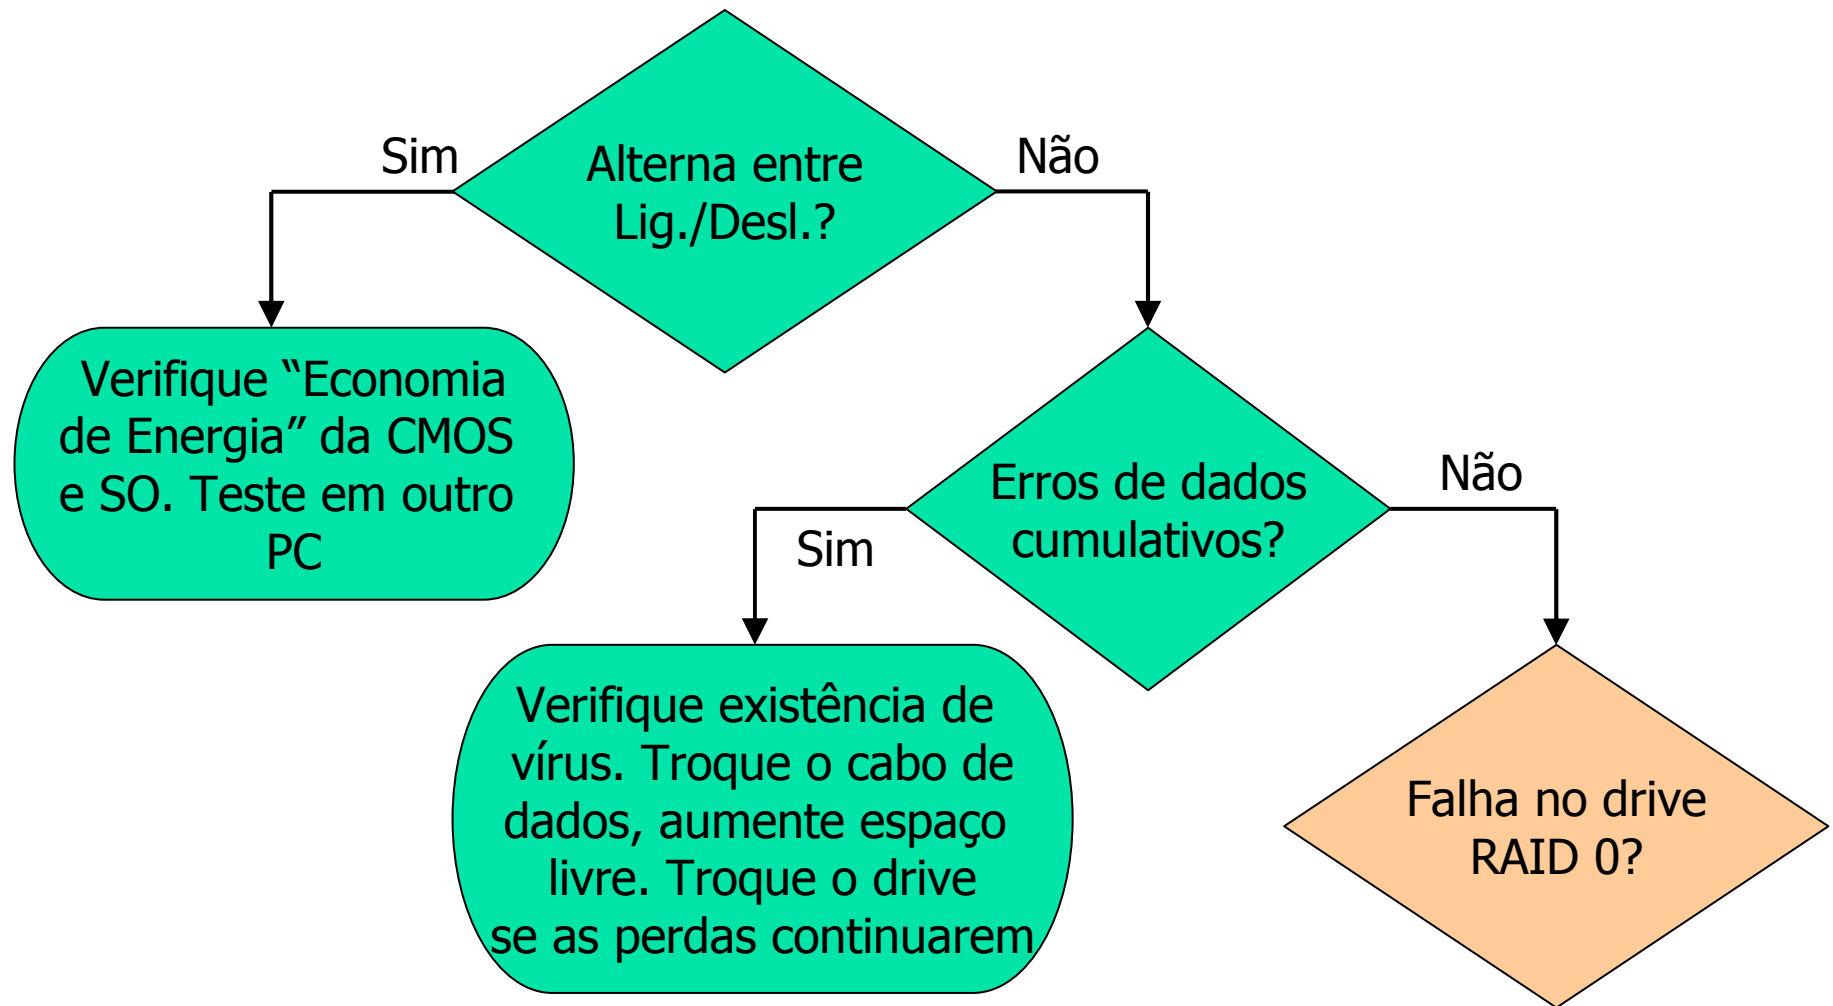 Sim
Alterna entre
Lig./Desl.?
Não
Verifique “Economia
de Energia” da CMOS
e SO. Teste em outro
PC
Erros de dados
cumulativos?
Sim
Não
Verifique existência de
vírus. Troque o cabo de
dados, aumente espaço
livre. Troque o drive
se as perdas continuarem
Falha no drive
RAID 0?